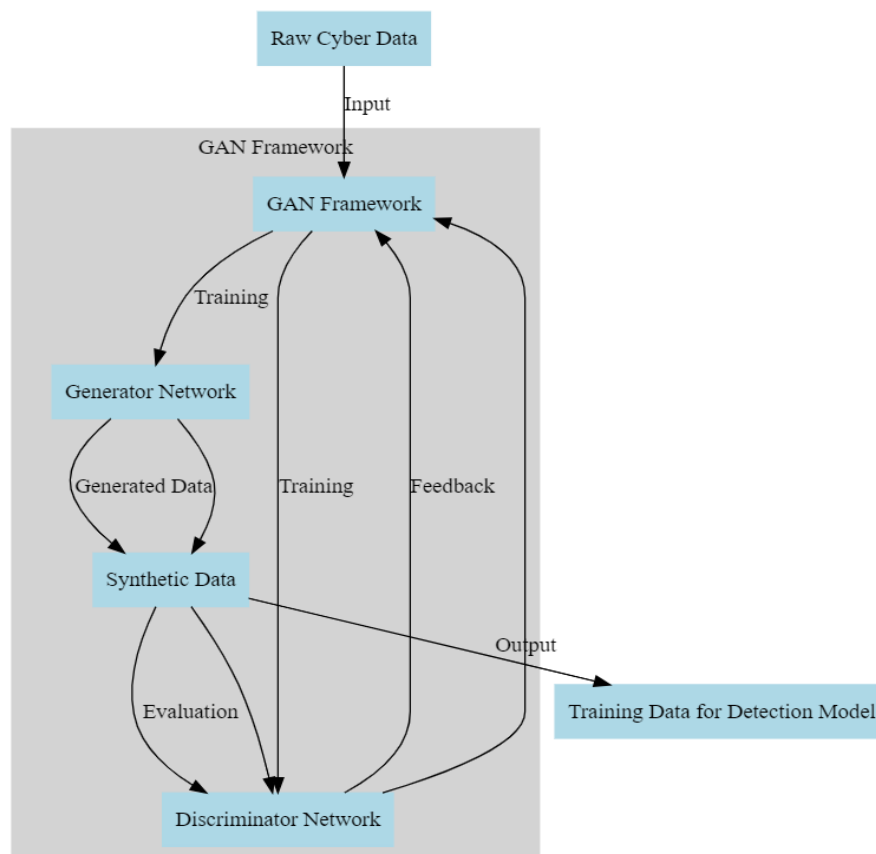 Raw Cyber Data
Input
GAN Framework
GAN Framework
Training
Generator Network
Generated Data
Training
Feedback
Synthetic Data
Output
Evaluation
Training Data for Detection Model
Discriminator Network